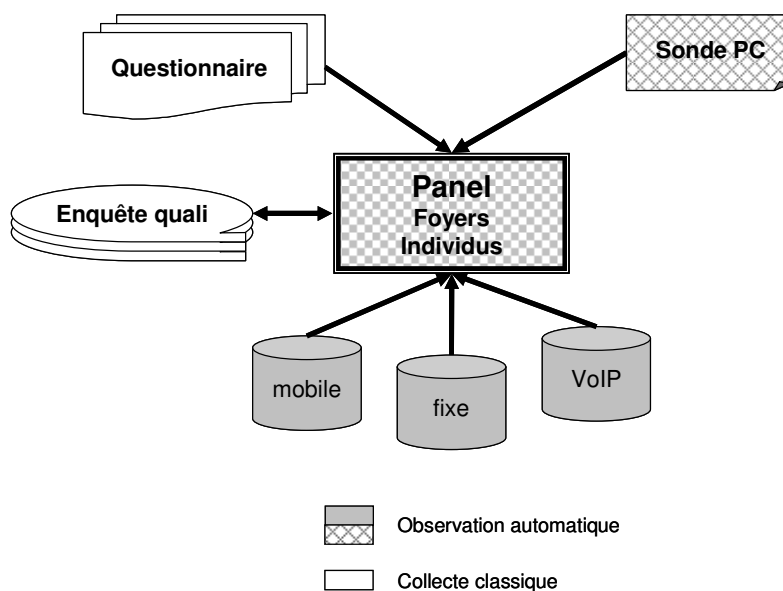 Questionnaire
Sonde PC
Enquête quali
Panel
Foyers
Individus
mobile
fixe
VoIP
Observation automatique
Collecte classique